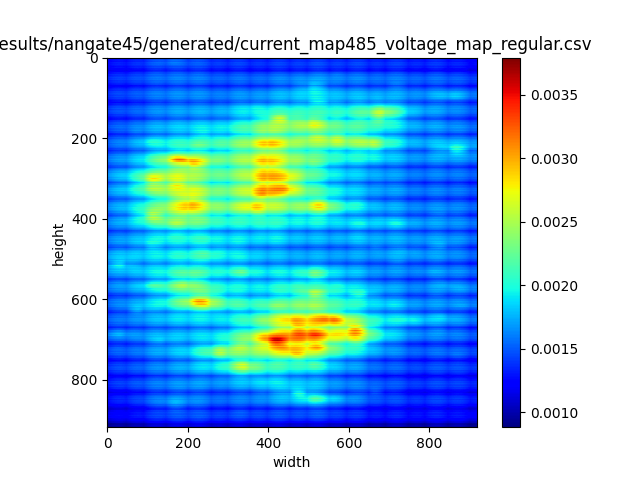 esults/nangate45/generated/current_map485_voltage_map_regular.csv
0
200
400
600
800
height
0 200 400 600 800
width
0.0035
0.0030
0.0025
0.0020
0.0015
0.0010